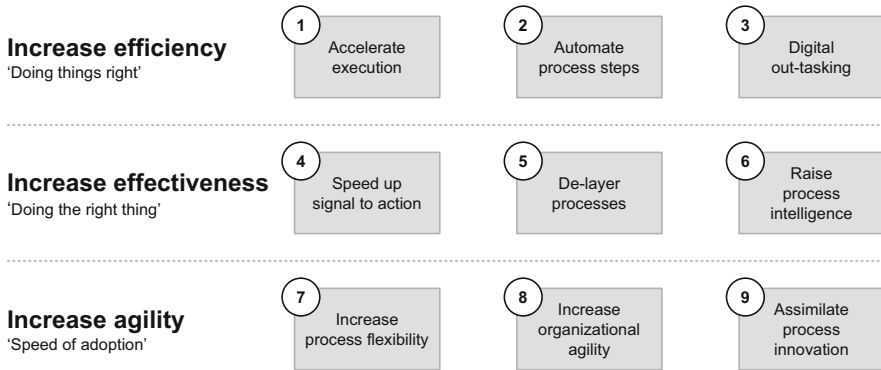 Increase efficiency
‘Doing things right’
1
Accelerate
execution
2
Automate
process steps
3
Digital
out-tasking
Increase effectiveness
‘Doing the right thing’
4
Speed up
signal to action
5
De-layer
processes
6
Raise
process
intelligence
Increase agility
‘Speed of adoption’
7
Increase
process flexibility
8
Increase
organizational
agility
9
Assimilate
process
innovation